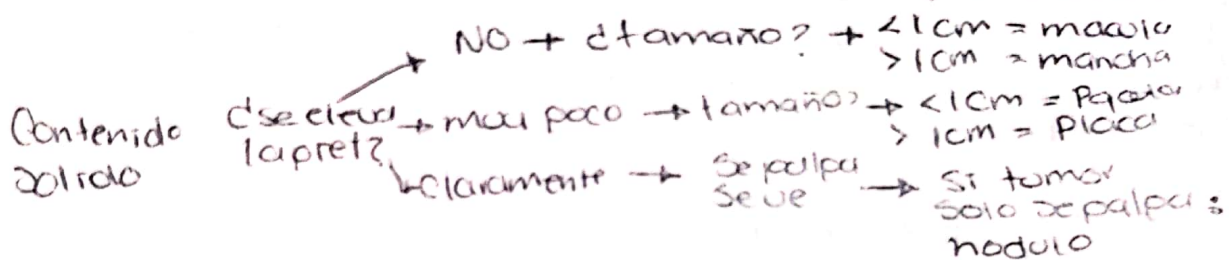 NO → ¿tamaño? → <1cm = macula
>1cm = mancha
Contenido solido
¿se eleva la piel? → muy poco → tamaño? → <1cm = Papula
>1cm = Placa
Claramente → Se palpa
Se ve → Si tumor
solo se palpa:
nodulo